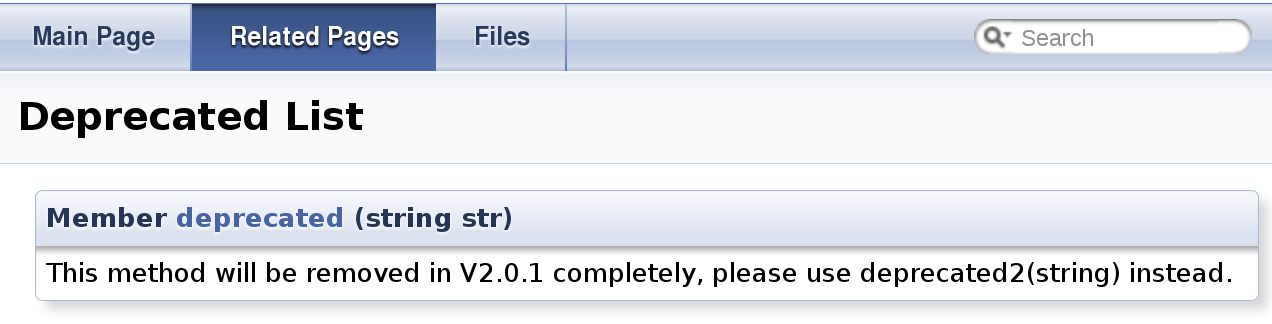 Main Page Related Pages Files Search
Deprecated List
Member deprecated (string str)
This method will be removed in V2.0.1 completely, please use deprecated2(string) instead.